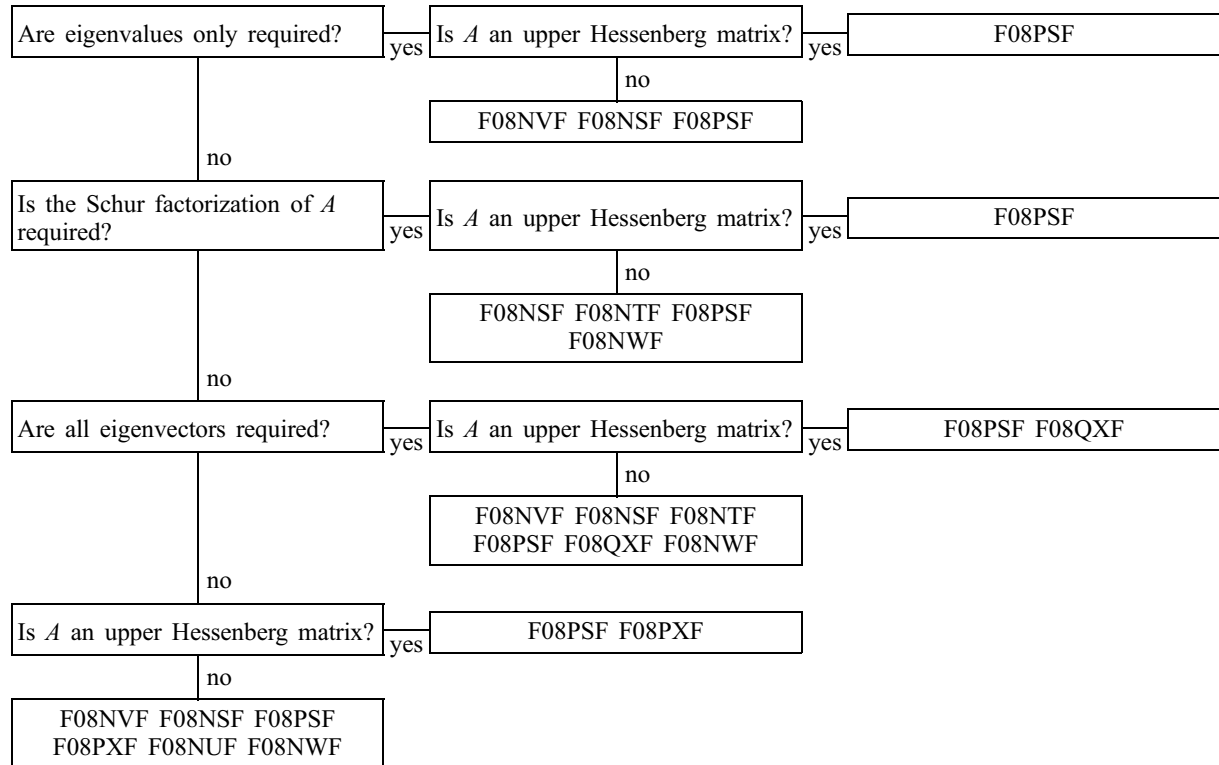 Are eigenvalues only required?
yes
Is A an upper Hessenberg matrix?
yes
F08PSF
no
F08NVF F08NSF F08PSF
no
Is the Schur factorization of A
required?
yes
Is A an upper Hessenberg matrix?
yes
F08PSF
no
F08NSF F08NTF F08PSF
F08NWF
no
Are all eigenvectors required?
yes
Is A an upper Hessenberg matrix?
yes
F08PSF F08QXF
no
F08NVF F08NSF F08NTF
F08PSF F08QXF F08NWF
no
Is A an upper Hessenberg matrix?
yes
F08PSF F08PXF
no
F08NVF F08NSF F08PSF
F08PXF F08NUF F08NWF